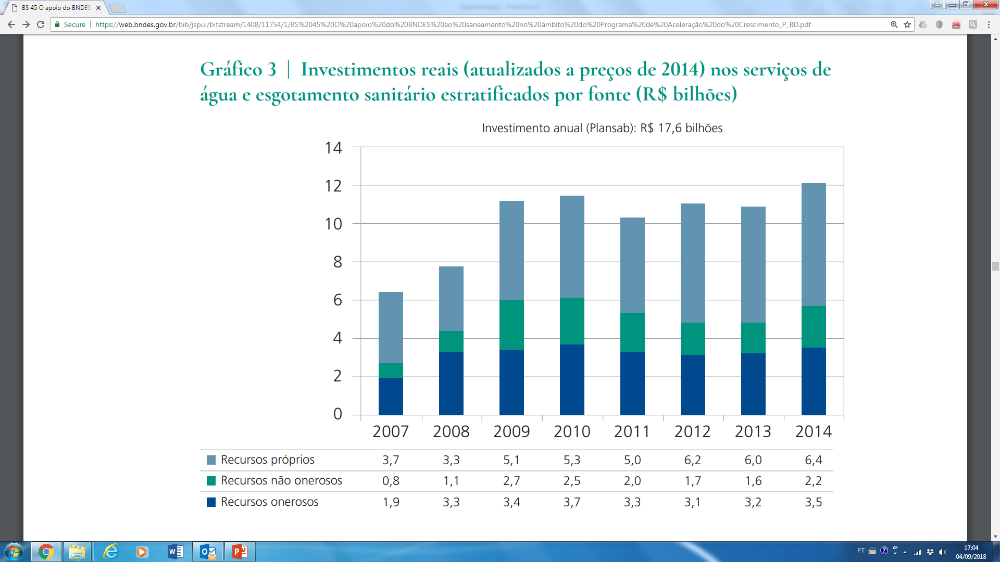 BS 45 O apoio do BNDES
Secure
https://web.bndes.gov.br/bib/jspui/bitstream/1408/11754/1/BS%2045%20O%20apoio%20do%20BNDES%20ao%20saneamento%20no%20âmbito%20do%20Programa%20de%20Aceleração%20do%20Crescimento_P_BD.pdf
Gráfico 3 | Investimentos reais (atualizados a preços de 2014) nos serviços de
água e esgotamento sanitário estratificados por fonte (R$ bilhões)
Investimento anual (Plansab): R$ 17,6 bilhões
14
12
10
8
6
4
2
0
2007 2008 2009 2010 2011 2012 2013 2014
Recursos próprios 3,7 3,3 5,1 5,3 5,0 6,2 6,0 6,4
Recursos não onerosos 0,8 1,1 2,7 2,5 2,0 1,7 1,6 2,2
Recursos onerosos 1,9 3,3 3,4 3,7 3,3 3,1 3,2 3,5
PT
17:04
04/09/2018